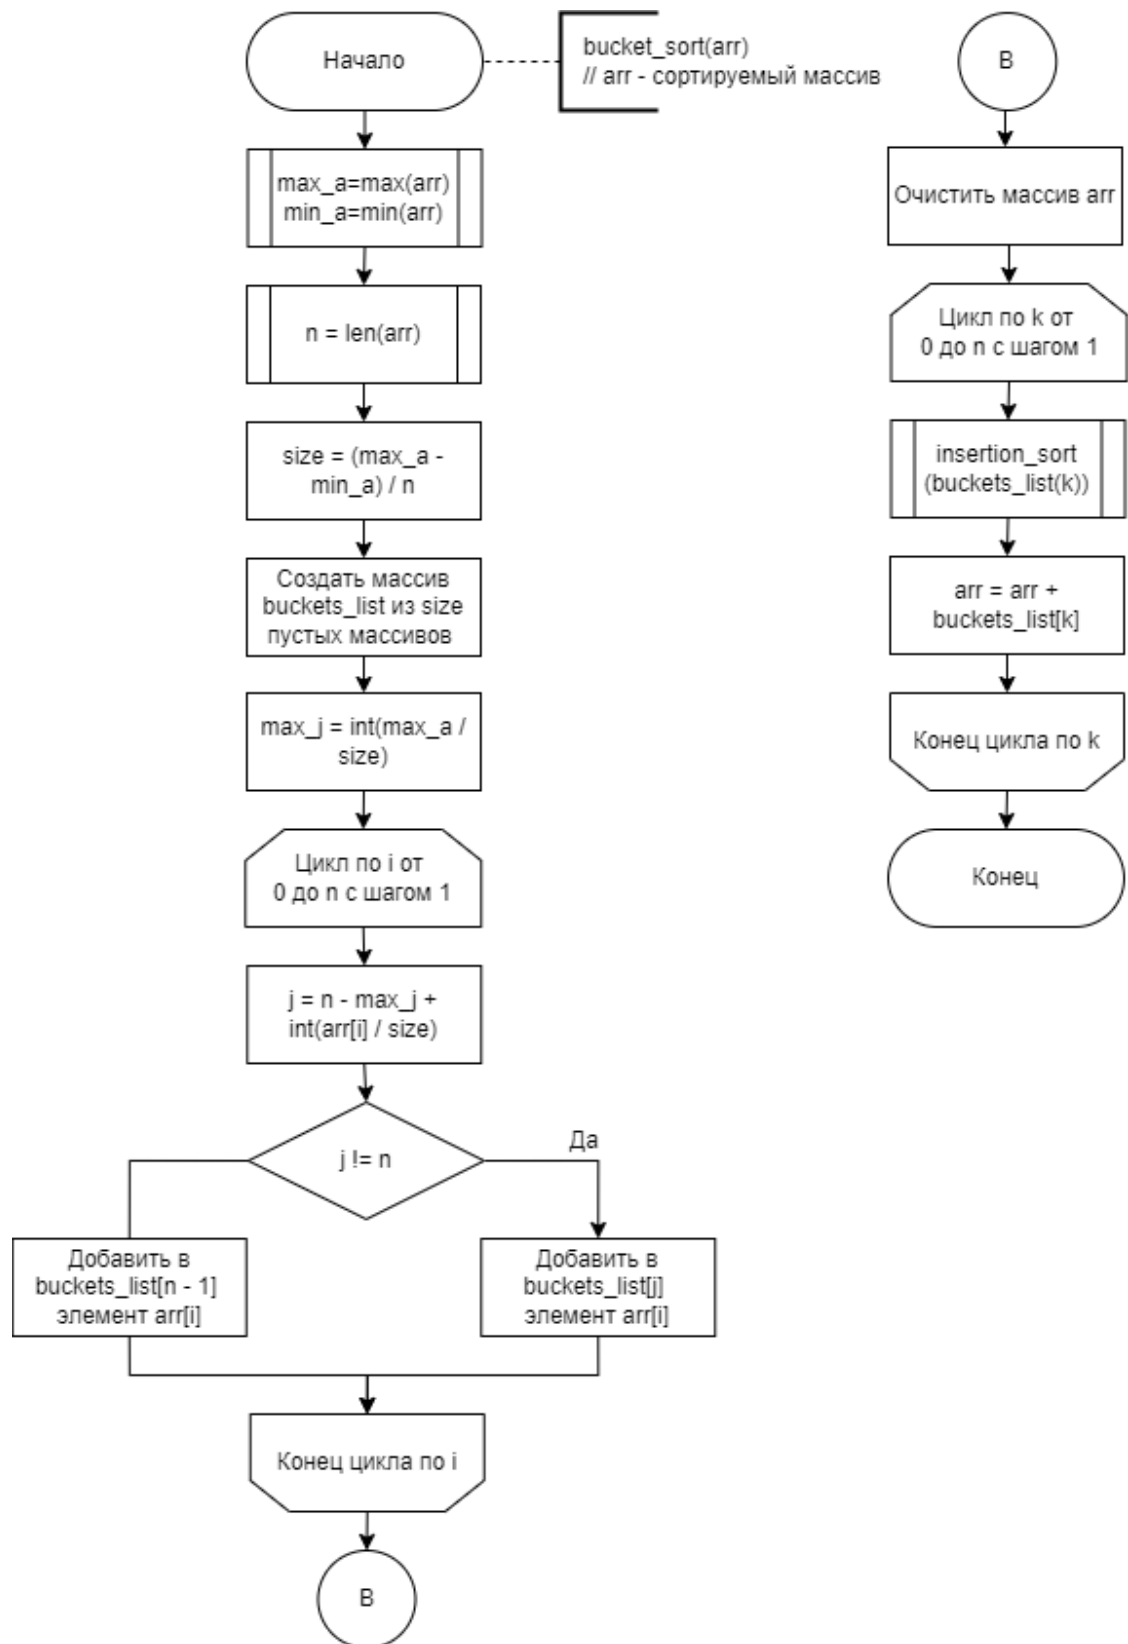 Начало
bucket_sort(arr)
// arr - сортируемый массив
max_a=max(arr)
min_a=min(arr)
n = len(arr)
size = (max_a -
min_a) / n
Создать массив
buckets_list из size
пустых массивов
max_j = int(max_a /
size)
Цикл по i от
0 до n с шагом 1
j = n - max_j +
int(arr[i] / size)
j != n
Да
Добавить в
buckets_list[n - 1]
элемент arr[i]
Добавить в
buckets_list[j]
элемент arr[i]
Конец цикла по i
B
B
Очистить массив arr
Цикл по k от
0 до n с шагом 1
insertion_sort
(buckets_list(k))
arr = arr +
buckets_list[k]
Конец цикла по k
Конец